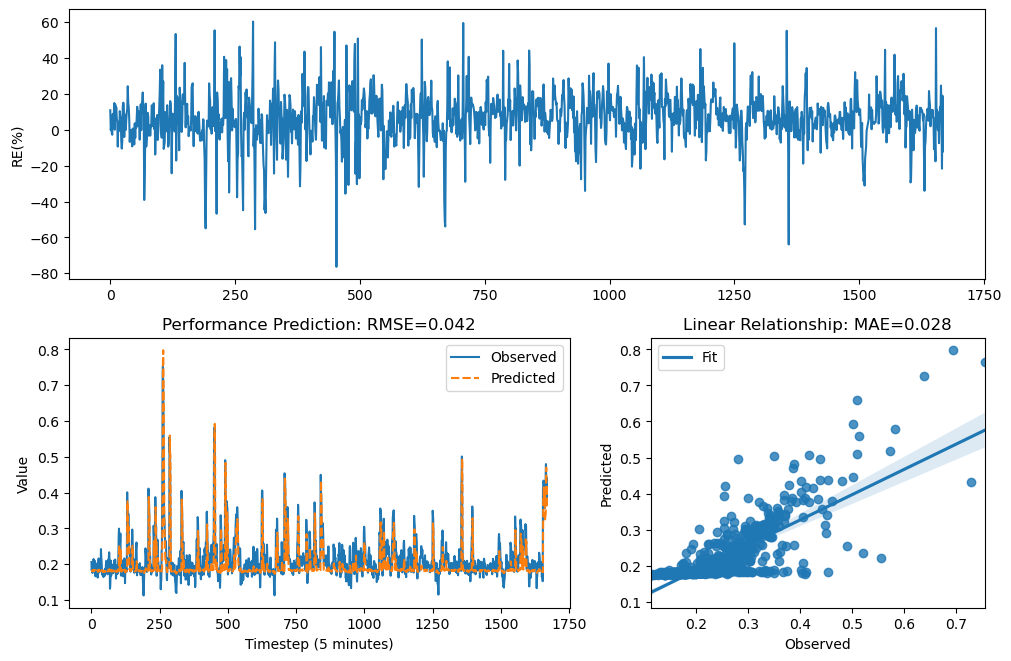 60
40
20
0
−20
−40
−60
−80
RE(%)
0 250 500 750 1000 1250 1500 1750
Performance Prediction: RMSE=0.042
0.8
0.7
0.6
0.5
0.4
0.3
0.2
0.1
Value
Observed
Predicted
0 250 500 750 1000 1250 1500 1750
Timestep (5 minutes)
Linear Relationship: MAE=0.028
0.8
0.7
0.6
0.5
0.4
0.3
0.2
0.1
Predicted
Fit
0.2 0.3 0.4 0.5 0.6 0.7
Observed